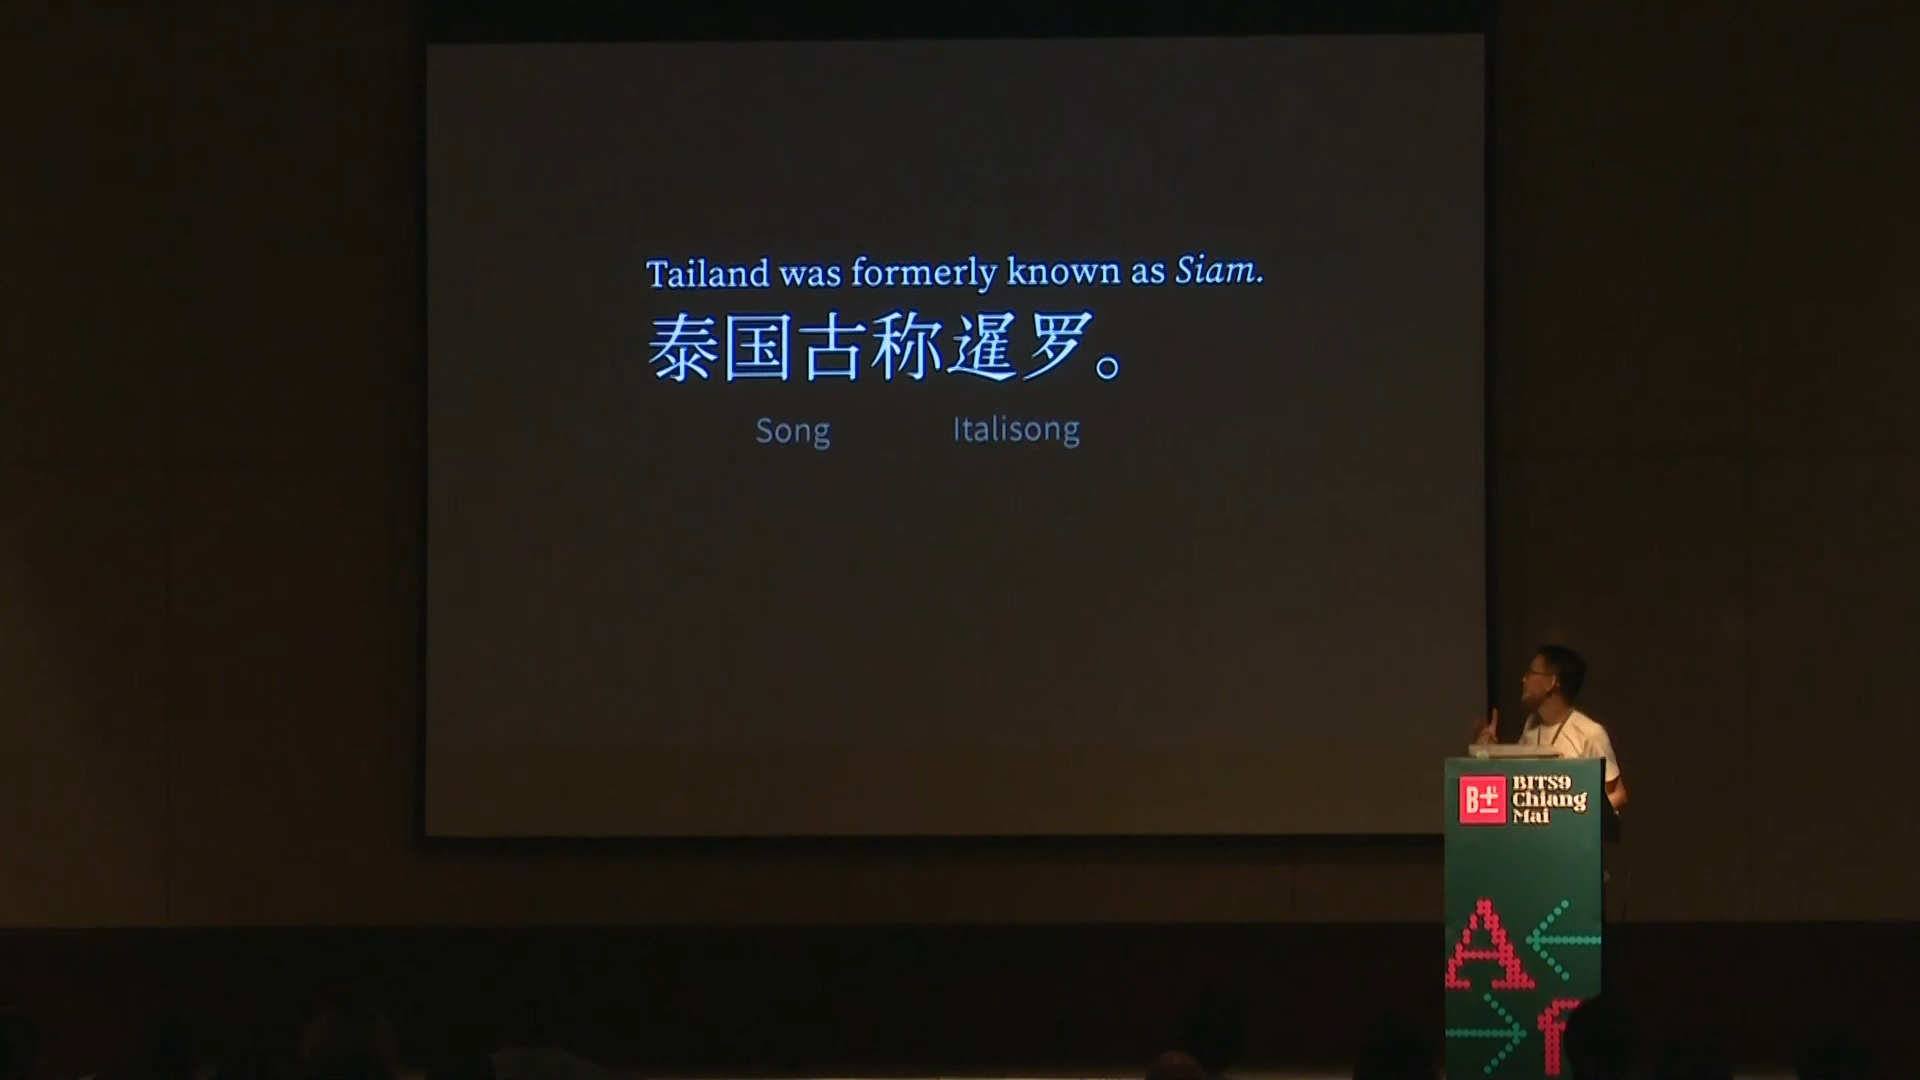 Tailand was formerly known as Siam.
泰国古称暹罗。
Song Italisong
B+
BITS9
Chiang
Mai
A